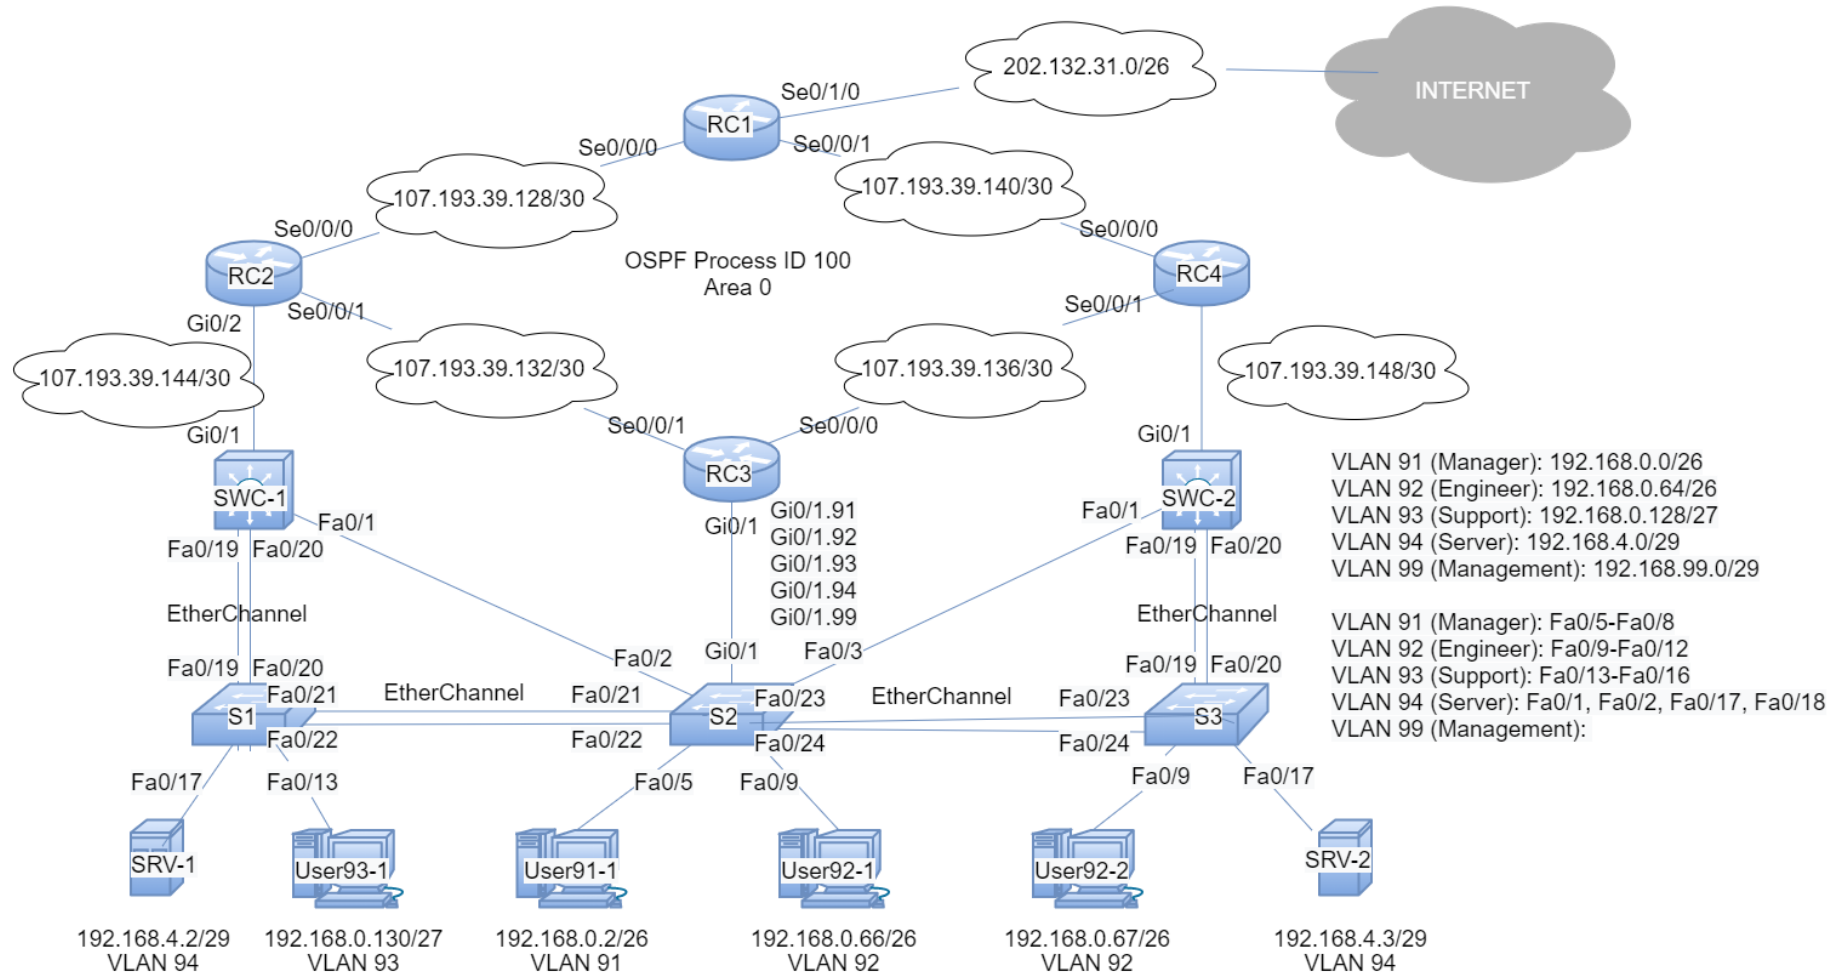 202.132.31.0/26
INTERNET
Se0/1/0
RC1
Se0/0/0
Se0/0/1
107.193.39.128/30
107.193.39.140/30
Se0/0/0
Se0/0/0
OSPF Process ID 100
Area 0
RC2
RC4
Se0/0/1
Se0/0/1
Gi0/2
107.193.39.144/30
107.193.39.132/30
107.193.39.136/30
107.193.39.148/30
Gi0/1
Se0/0/1
Se0/0/0
Gi0/1
RC3
SWC-1
SWC-2
VLAN 91 (Manager): 192.168.0.0/26
VLAN 92 (Engineer): 192.168.0.64/26
VLAN 93 (Support): 192.168.0.128/27
VLAN 94 (Server): 192.168.4.0/29
VLAN 99 (Management): 192.168.99.0/29
Fa0/1
Gi0/1
Gi0/1.91
Gi0/1.92
Gi0/1.93
Gi0/1.94
Gi0/1.99
Fa0/1
Fa0/19
Fa0/20
Fa0/19
Fa0/20
EtherChannel
EtherChannel
VLAN 91 (Manager): Fa0/5-Fa0/8
VLAN 92 (Engineer): Fa0/9-Fa0/12
VLAN 93 (Support): Fa0/13-Fa0/16
VLAN 94 (Server): Fa0/1, Fa0/2, Fa0/17, Fa0/18
VLAN 99 (Management):
Fa0/19
Fa0/20
Fa0/2
Gi0/1
Fa0/3
Fa0/19
Fa0/20
Fa0/21
EtherChannel
Fa0/21
Fa0/23
EtherChannel
Fa0/23
S1
S2
S3
Fa0/22
Fa0/22
Fa0/24
Fa0/24
Fa0/17
Fa0/13
Fa0/5
Fa0/9
Fa0/9
Fa0/17
SRV-1
User93-1
User91-1
User92-1
User92-2
SRV-2
192.168.4.2/29
VLAN 94
192.168.0.130/27
VLAN 93
192.168.0.2/26
VLAN 91
192.168.0.66/26
VLAN 92
192.168.0.67/26
VLAN 92
192.168.4.3/29
VLAN 94